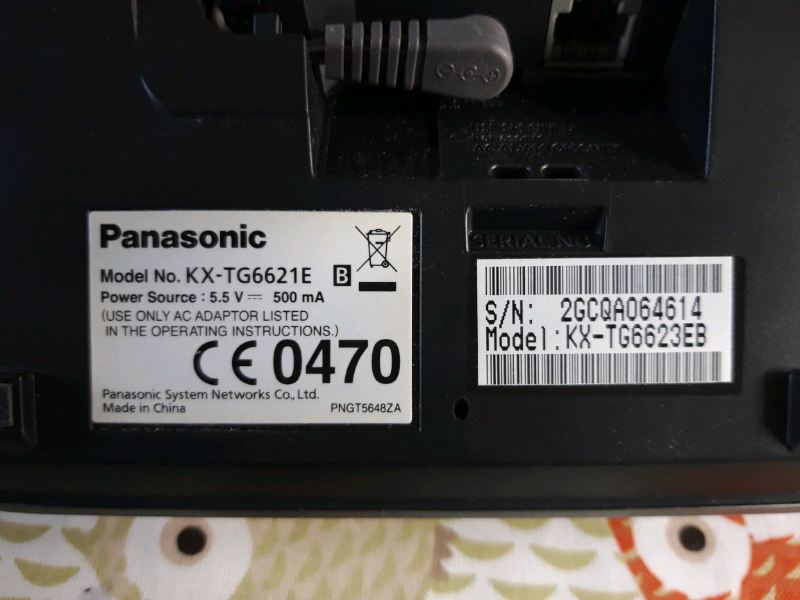 Panasonic
Model No. KX-TG6621E B
Power Source : 5.5 V ⎓ 500 mA
(USE ONLY AC ADAPTOR LISTED
IN THE OPERATING INSTRUCTIONS.)
CE 0470
Panasonic System Networks Co., Ltd.
Made in China PNGT5648ZA
SERIAL NO.
S/N: 2GCQA064614
Model:KX-TG6623EB